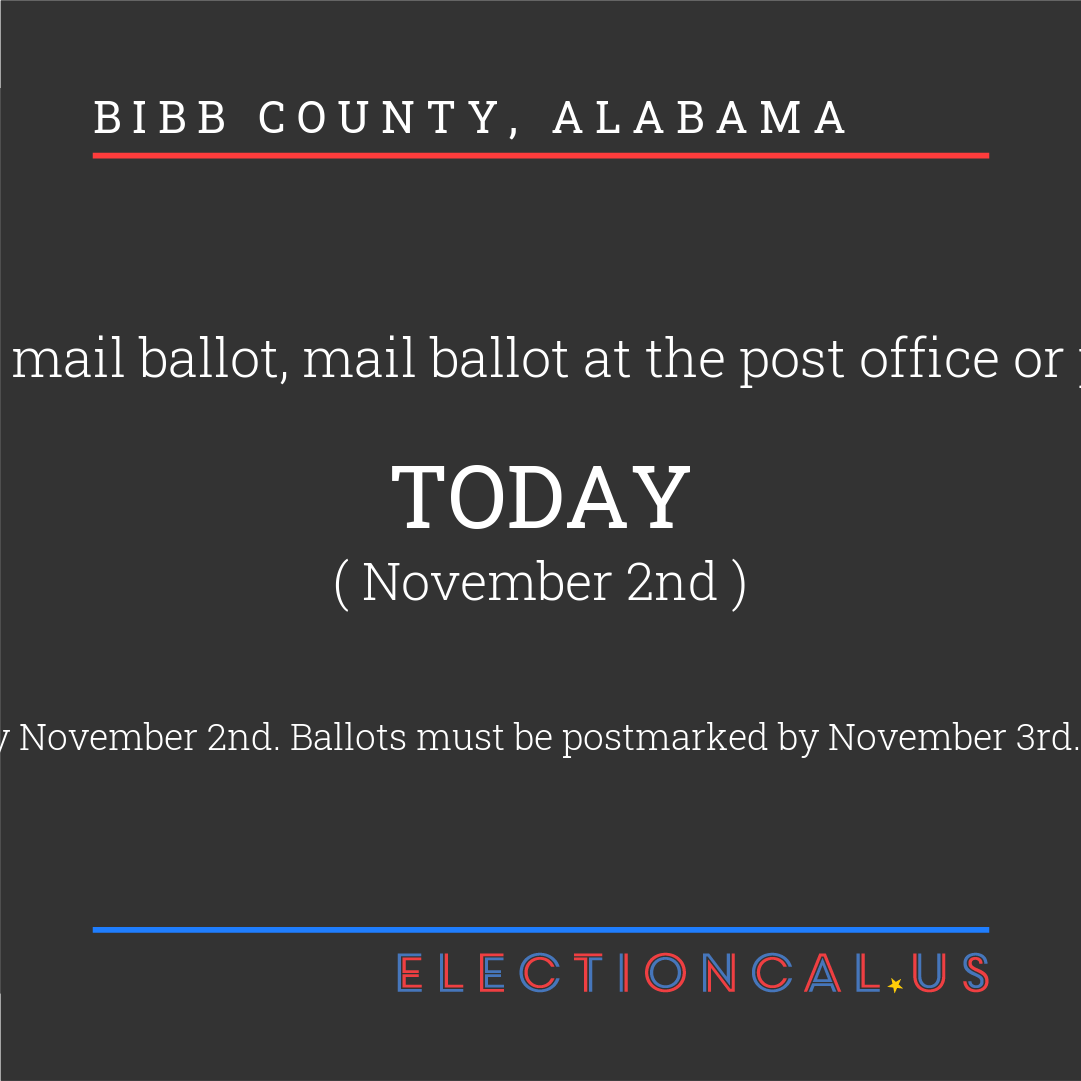 BIBB COUNTY, ALABAMA
mail ballot, mail ballot at the post office or
TODAY
( November 2nd )
November 2nd. Ballots must be postmarked by November 3rd.
ELECTIONCAL.US